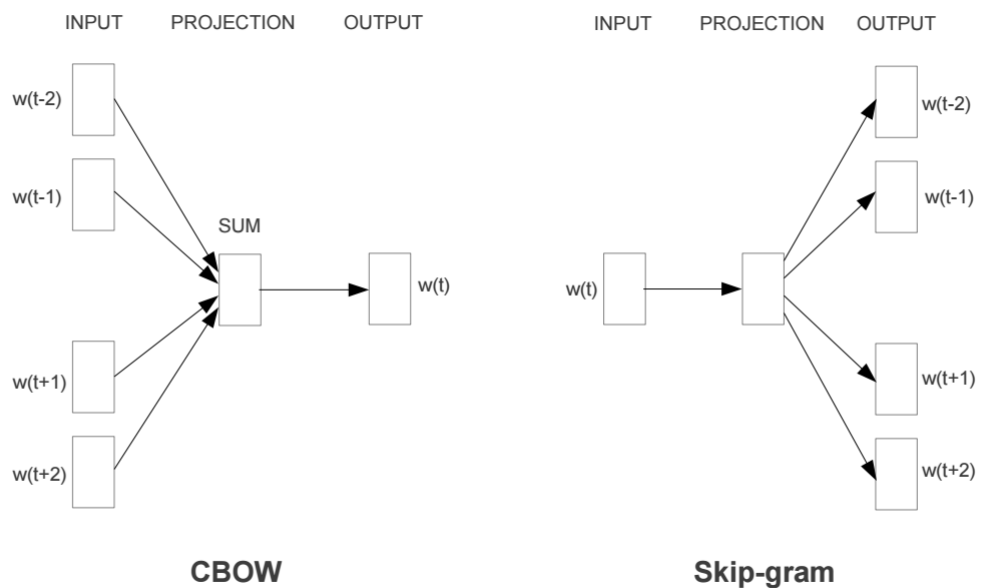 INPUT PROJECTION OUTPUT
w(t-2)
w(t-1)
SUM
w(t)
w(t+1)
w(t+2)
CBOW
INPUT PROJECTION OUTPUT
w(t-2)
w(t-1)
w(t)
w(t+1)
w(t+2)
Skip-gram